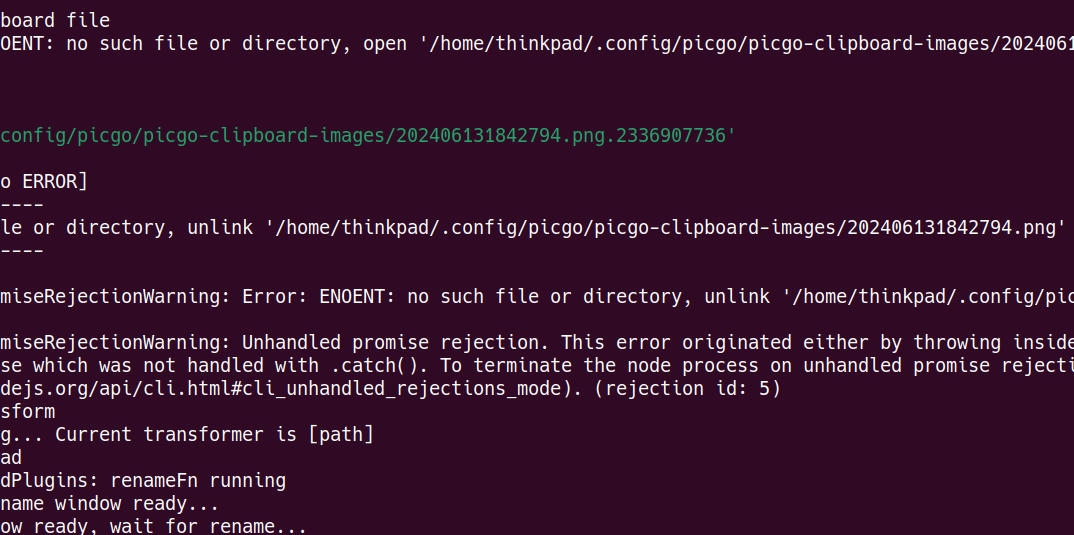 board file
OENT: no such file or directory, open '/home/thinkpad/.config/picgo/picgo-clipboard-images/2024061
config/picgo/picgo-clipboard-images/202406131842794.png.2336907736'
o ERROR]
----
le or directory, unlink '/home/thinkpad/.config/picgo/picgo-clipboard-images/202406131842794.png'
----
miseRejectionWarning: Error: ENOENT: no such file or directory, unlink '/home/thinkpad/.config/pic
miseRejectionWarning: Unhandled promise rejection. This error originated either by throwing inside
se which was not handled with .catch(). To terminate the node process on unhandled promise rejecti
dejs.org/api/cli.html#cli_unhandled_rejections_mode). (rejection id: 5)
sform
g... Current transformer is [path]
ad
dPlugins: renameFn running
name window ready...
ow ready, wait for rename...